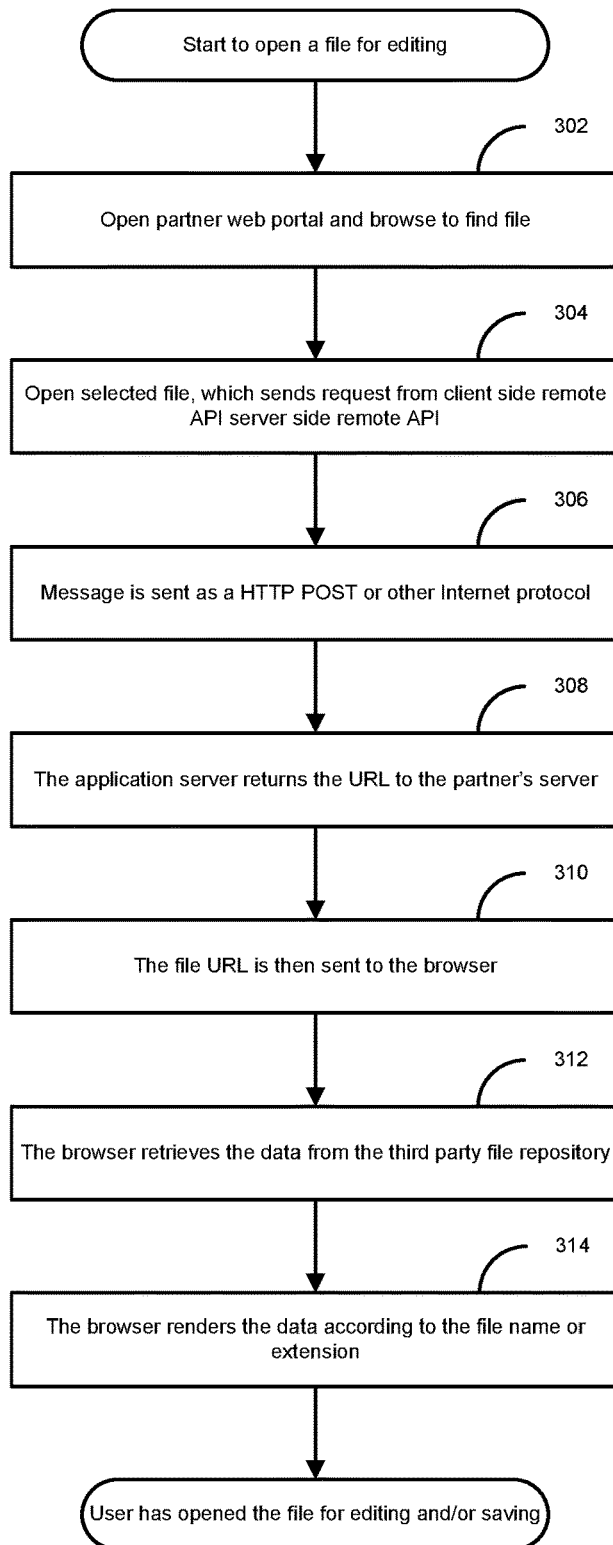 Start to open a file for editing
302
Open partner web portal and browse to find file
304
Open selected file, which sends request from client side remote
API server side remote API
306
Message is sent as a HTTP POST or other Internet protocol
308
The application server returns the URL to the partner's server
310
The file URL is then sent to the browser
312
The browser retrieves the data from the third party file repository
314
The browser renders the data according to the file name or
extension
User has opened the file for editing and/or saving